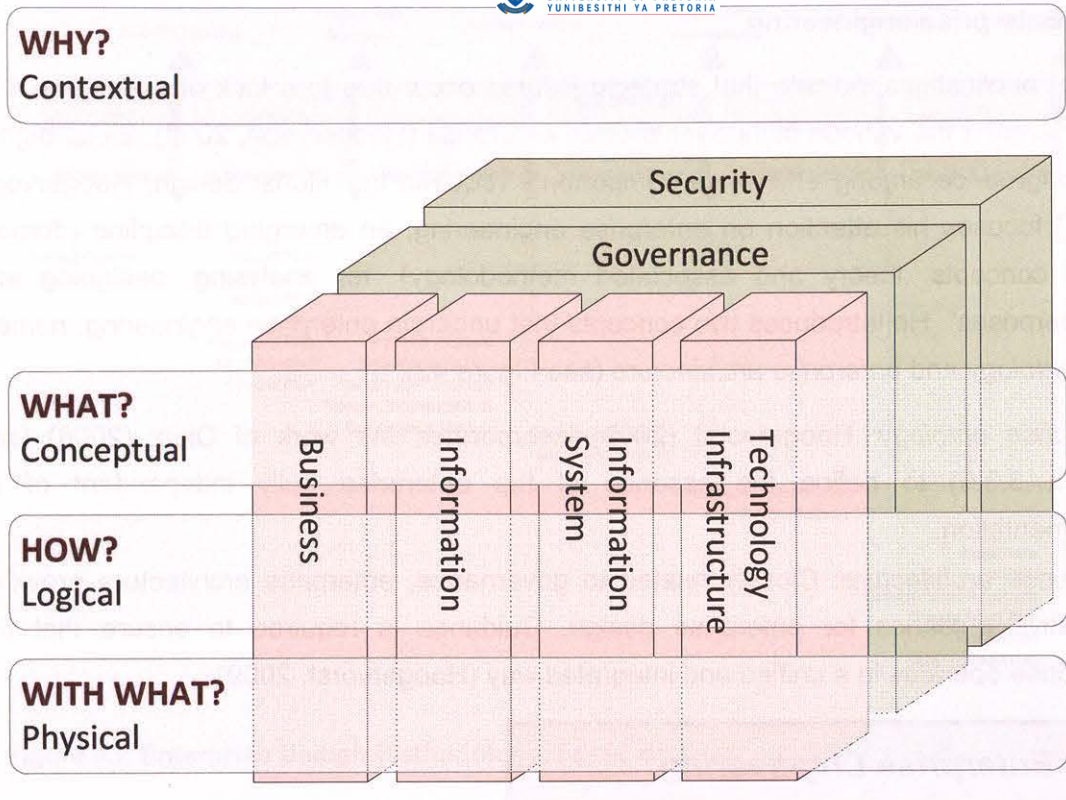 YUNIBESITHI YA PRETORIA
WHY?
Contextual
Security
Governance
WHAT?
Conceptual
HOW?
Logical
WITH WHAT?
Physical
Business
Information
Information
System
Technology
Infrastructure